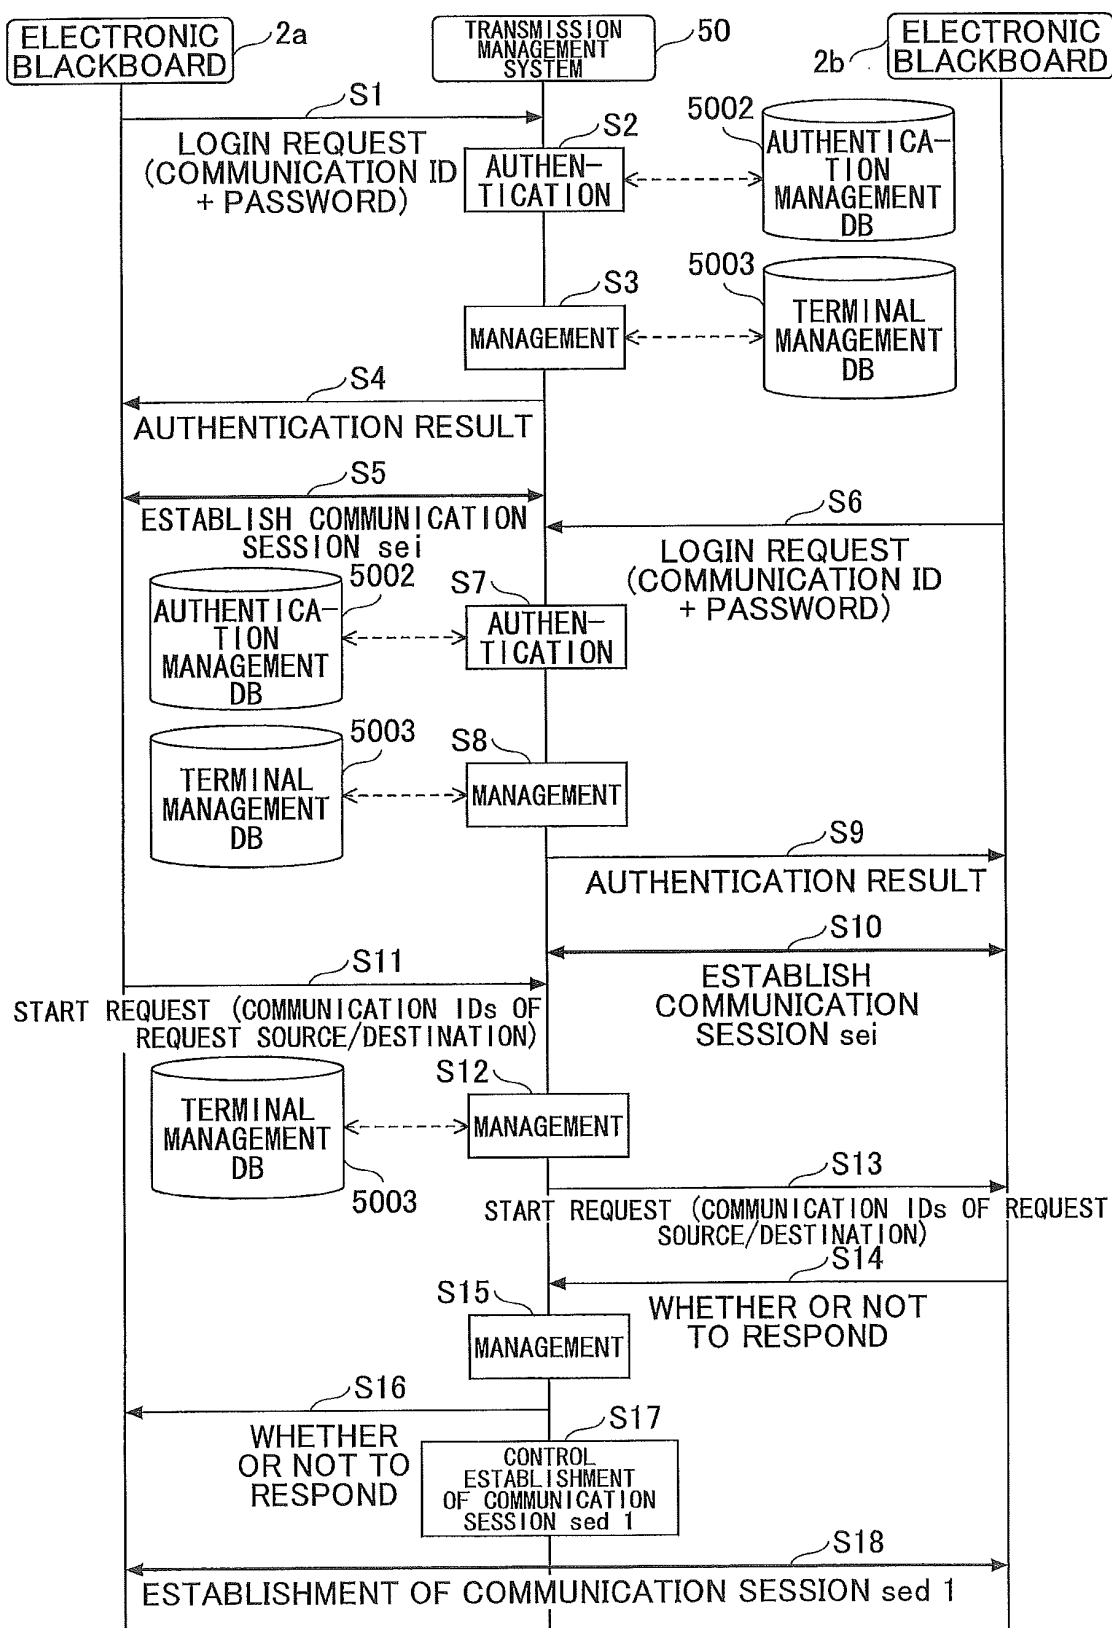 ELECTRONIC
BLACKBOARD
2a
TRANSMISSION
MANAGEMENT
SYSTEM
50
2b
ELECTRONIC
BLACKBOARD
S1
LOGIN REQUEST
(COMMUNICATION ID
+ PASSWORD)
S2
AUTHEN-
TICATION
5002
AUTHENTICA-
TION
MANAGEMENT
DB
S3
MANAGEMENT
5003
TERMINAL
MANAGEMENT
DB
S4
AUTHENTICATION RESULT
S5
ESTABLISH COMMUNICATION
SESSION sei
S6
LOGIN REQUEST
(COMMUNICATION ID
+ PASSWORD)
5002
AUTHENTICA-
TION
MANAGEMENT
DB
S7
AUTHEN-
TICATION
5003
TERMINAL
MANAGEMENT
DB
S8
MANAGEMENT
S9
AUTHENTICATION RESULT
S10
ESTABLISH
COMMUNICATION
SESSION sei
S11
START REQUEST (COMMUNICATION IDs OF
REQUEST SOURCE/DESTINATION)
S12
MANAGEMENT
TERMINAL
MANAGEMENT
DB
5003
S13
START REQUEST (COMMUNICATION IDs OF REQUEST
SOURCE/DESTINATION)
S14
WHETHER OR NOT
TO RESPOND
S15
MANAGEMENT
S16
WHETHER
OR NOT TO
RESPOND
S17
CONTROL
ESTABLISHMENT
OF COMMUNICATION
SESSION sed 1
S18
ESTABLISHMENT OF COMMUNICATION SESSION sed 1